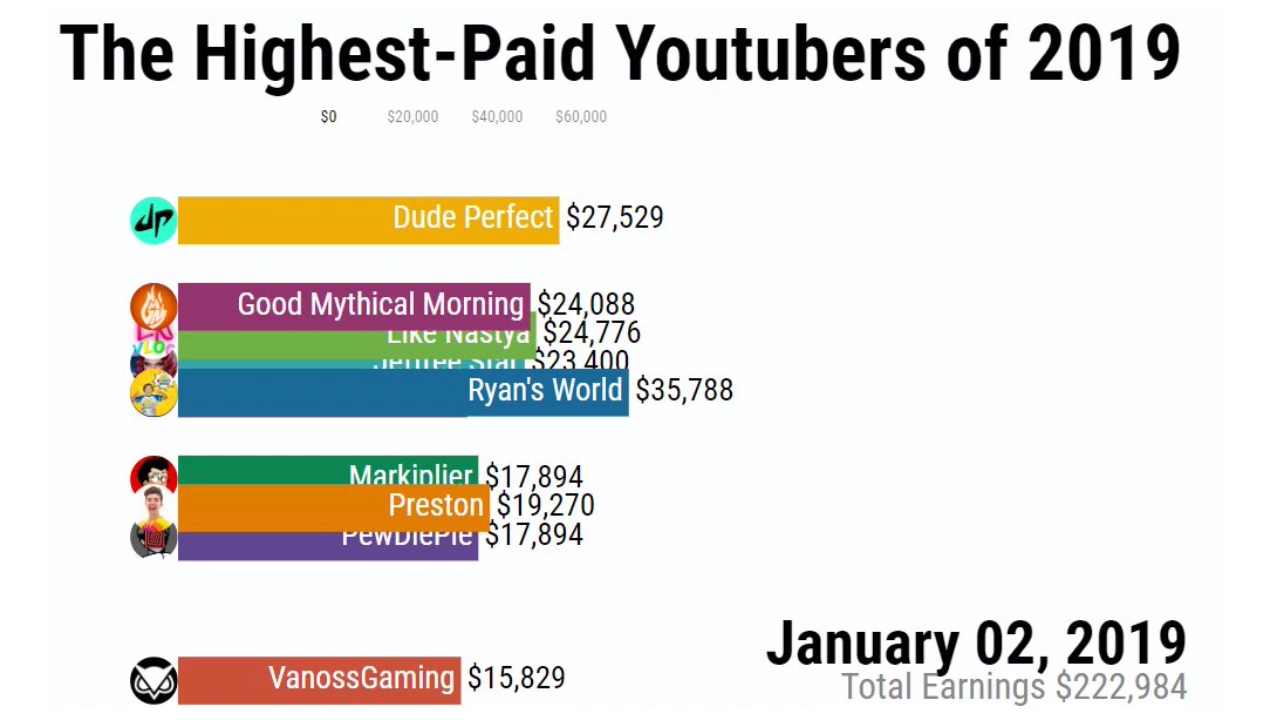 The Highest-Paid Youtubers of 2019
$0 $20,000 $40,000 $60,000
Dude Perfect $27,529
Good Mythical Morning $24,088
Like Nastya $24,776
Jeffree Star $23,400
Ryan's World $35,788
Markiplier $17,894
Preston $19,270
PewDiePie $17,894
January 02, 2019
VanossGaming $15,829
Total Earnings $222,984